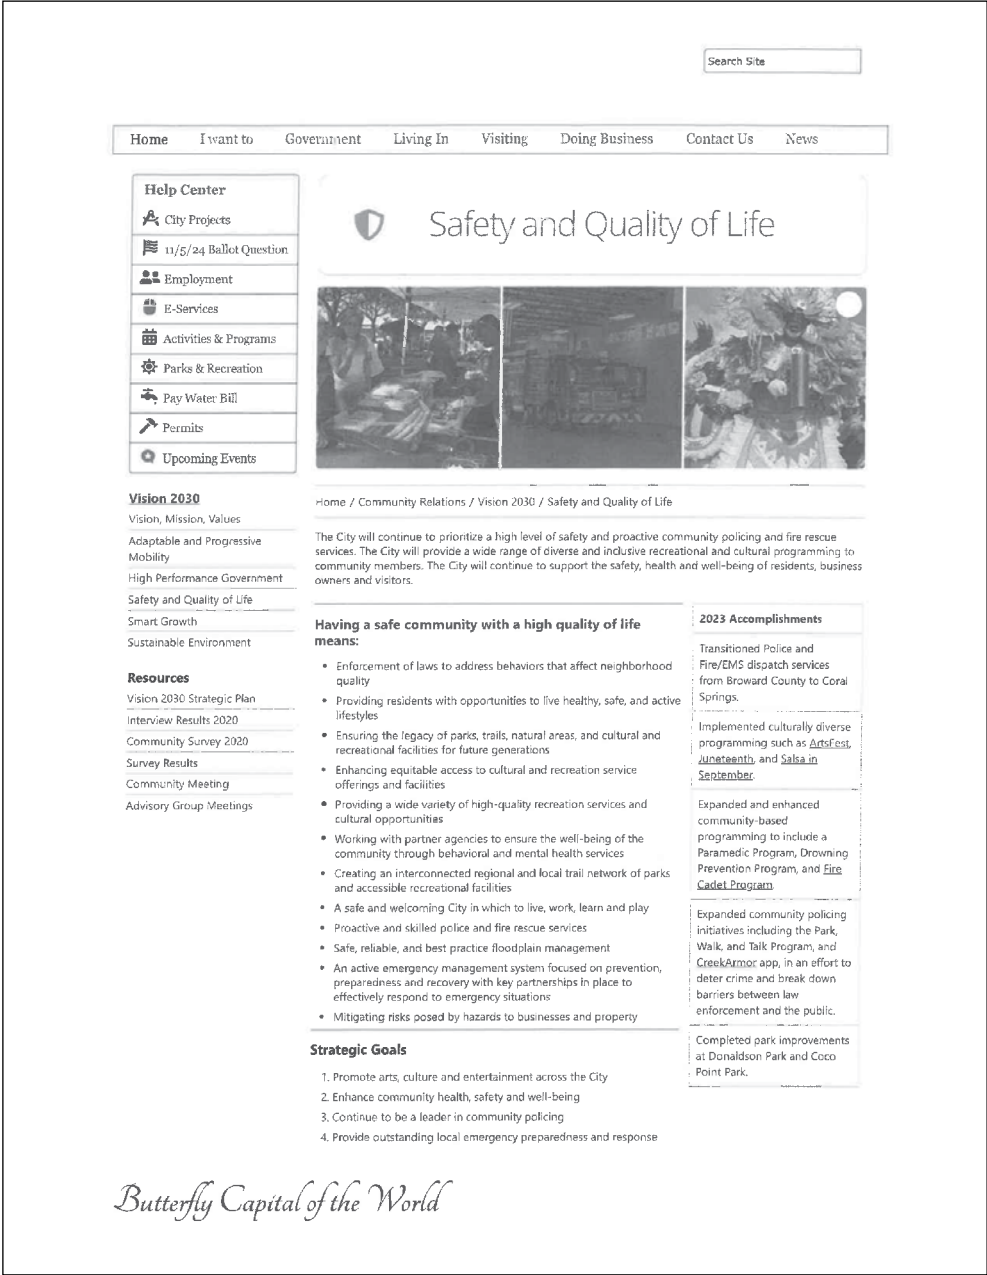 Search Site
Home I want to Government Living In Visiting Doing Business Contact Us News
Help Center
City Projects
11/5/24 Ballot Question
Employment
E-Services
Activities & Programs
Parks & Recreation
Pay Water Bill
Permits
Upcoming Events
Safety and Quality of Life
Vision 2030
Vision, Mission, Values
Adaptable and Progressive
Mobility
High Performance Government
Safety and Quality of Life
Smart Growth
Sustainable Environment
Resources
Vision 2030 Strategic Plan
Interview Results 2020
Community Survey 2020
Survey Results
Community Meeting
Advisory Group Meetings
Home / Community Relations / Vision 2030 / Safety and Quality of Life
The City will continue to prioritize a high level of safety and proactive community policing and fire rescue
services. The City will provide a wide range of diverse and inclusive recreational and cultural programming to
community members. The City will continue to support the safety, health and well-being of residents, business
owners and visitors.
Having a safe community with a high quality of life
means:
• Enforcement of laws to address behaviors that affect neighborhood
quality
• Providing residents with opportunities to live healthy, safe, and active
lifestyles
• Ensuring the legacy of parks, trails, natural areas, and cultural and
recreational facilities for future generations
• Enhancing equitable access to cultural and recreation service
offerings and facilities
• Providing a wide variety of high-quality recreation services and
cultural opportunities
• Working with partner agencies to ensure the well-being of the
community through behavioral and mental health services
• Creating an interconnected regional and local trail network of parks
and accessible recreational facilities
• A safe and welcoming City in which to live, work, learn and play
• Proactive and skilled police and fire rescue services
• Safe, reliable, and best practice floodplain management
• An active emergency management system focused on prevention,
preparedness and recovery with key partnerships in place to
effectively respond to emergency situations
• Mitigating risks posed by hazards to businesses and property
Strategic Goals
1. Promote arts, culture and entertainment across the City
2. Enhance community health, safety and well-being
3. Continue to be a leader in community policing
4. Provide outstanding local emergency preparedness and response
2023 Accomplishments
Transitioned Police and
Fire/EMS dispatch services
from Broward County to Coral
Springs.
Implemented culturally diverse
programming such as ArtsFest,
Juneteenth, and Salsa in
September.
Expanded and enhanced
community-based
programming to include a
Paramedic Program, Drowning
Prevention Program, and Fire
Cadet Program.
Expanded community policing
initiatives including the Park,
Walk, and Talk Program, and
CreekArmor app, in an effort to
deter crime and break down
barriers between law
enforcement and the public.
Completed park improvements
at Donaldson Park and Coco
Point Park.
Butterfly Capital of the World